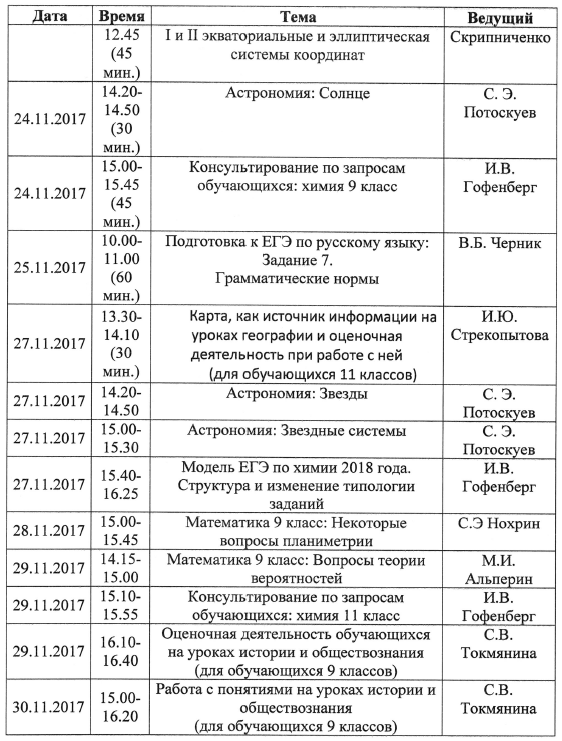 Дата Время Тема Ведущий
12.45 I и II экваториальные и эллиптическая Скрипниченко
(45 системы координат
мин.)
24.11.2017 14.20- Астрономия: Солнце С. Э.
14.50 Потоскуев
(30
мин.)
24.11.2017 15.00- Консультирование по запросам И.В.
15.45 обучающихся: химия 9 класс Гофенберг
(45
мин.)
25.11.2017 10.00- Подготовка к ЕГЭ по русскому языку: В.Б. Черник
11.00 Задание 7.
(60 Грамматические нормы
мин.)
27.11.2017 13.30- Карта, как источник информации на И.Ю.
14.10 уроках географии и оценочная Стрекопытова
(30 деятельность при работе с ней
мин.) (для обучающихся 11 классов)
27.11.2017 14.20- Астрономия: Звезды С. Э.
14.50 Потоскуев
27.11.2017 15.00- Астрономия: Звездные системы С. Э.
15.30 Потоскуев
27.11.2017 15.40- Модель ЕГЭ по химии 2018 года. И.В.
16.25 Структура и изменение типологии Гофенберг
заданий
28.11.2017 15.00- Математика 9 класс: Некоторые С.Э Нохрин
15.45 вопросы планиметрии
29.11.2017 14.15- Математика 9 класс: Вопросы теории М.И.
15.00 вероятностей Альперин
29.11.2017 15.10- Консультирование по запросам И.В.
15.55 обучающихся: химия 11 класс Гофенберг
29.11.2017 16.10- Оценочная деятельность обучающихся С.В.
16.40 на уроках истории и обществознания Токмянина
(для обучающихся 9 классов)
30.11.2017 15.00- Работа с понятиями на уроках истории и С.В.
16.20 обществознания Токмянина
(для обучающихся 9 классов)